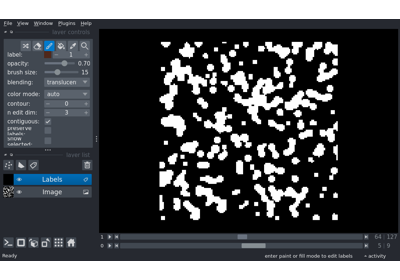 File View Window Plugins Help
layer controls
label: 1
opacity: 0.70
brush size: 15
blending: translucen
color mode: auto
contour: 0
n edit dim: 3
contiguous:
preserve labels:
show selected:
layer list
Labels
Image
1 64 127
0 5 9
Ready enter paint or fill mode to edit labels activity